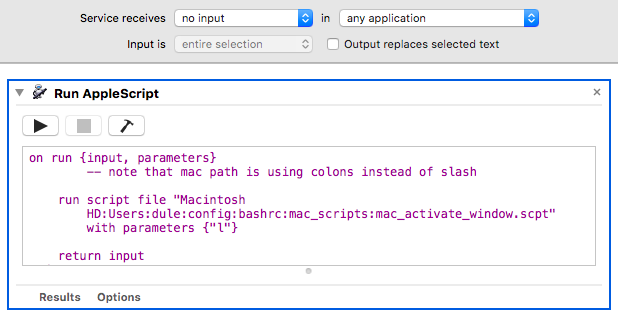 Service receives no input in any application
Input is entire selection Output replaces selected text
Run AppleScript
on run {input, parameters}
-- note that mac path is using colons instead of slash
run script file "Macintosh
HD:Users:dule:config:bashrc:mac_scripts:mac_activate_window.scpt"
with parameters {"l"}
return input
Results Options